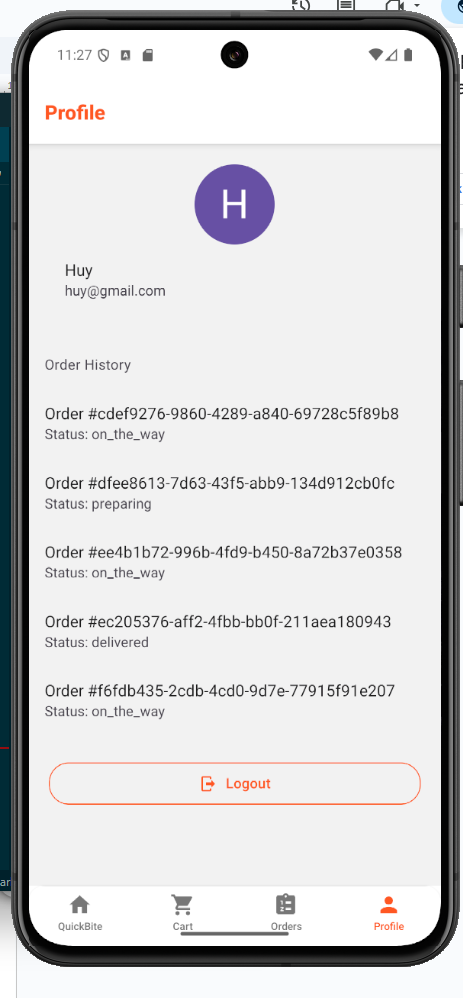 11:27
Profile
H
Huy
huy@gmail.com
Order History
Order #cdef9276-9860-4289-a840-69728c5f89b8
Status: on_the_way
Order #dfee8613-7d63-43f5-abb9-134d912cb0fc
Status: preparing
Order #ee4b1b72-996b-4fd9-b450-8a72b37e0358
Status: on_the_way
Order #ec205376-aff2-4fbb-bb0f-211aea180943
Status: delivered
Order #f6fdb435-2cdb-4cd0-9d7e-77915f91e207
Status: on_the_way
Logout
QuickBite
Cart
Orders
Profile